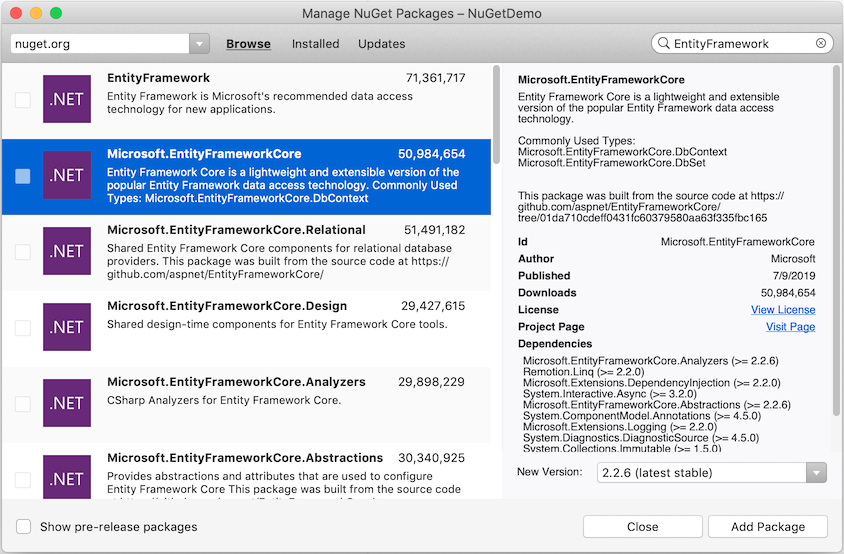 Manage NuGet Packages – NuGetDemo
nuget.org
Browse
Installed
Updates
EntityFramework
.NET
EntityFramework
71,361,717
Entity Framework is Microsoft's recommended data access
technology for new applications.
.NET
Microsoft.EntityFrameworkCore
50,984,654
Entity Framework Core is a lightweight and extensible version of the
popular Entity Framework data access technology. Commonly Used
Types: Microsoft.EntityFrameworkCore.DbContext
.NET
Microsoft.EntityFrameworkCore.Relational
51,491,182
Shared Entity Framework Core components for relational database
providers. This package was built from the source code at https://
github.com/aspnet/EntityFrameworkCore/
.NET
Microsoft.EntityFrameworkCore.Design
29,427,615
Shared design-time components for Entity Framework Core tools.
.NET
Microsoft.EntityFrameworkCore.Analyzers
29,898,229
CSharp Analyzers for Entity Framework Core.
.NET
Microsoft.EntityFrameworkCore.Abstractions
30,340,925
Provides abstractions and attributes that are used to configure
Entity Framework Core This package was built from the source code
Microsoft.EntityFrameworkCore
Entity Framework Core is a lightweight and extensible
version of the popular Entity Framework data access
technology.
Commonly Used Types:
Microsoft.EntityFrameworkCore.DbContext
Microsoft.EntityFrameworkCore.DbSet
This package was built from the source code at https://
github.com/aspnet/EntityFrameworkCore/
tree/01da710cdeff0431fc60379580aa63f335fbc165
Id
Microsoft.EntityFrameworkCore
Author
Microsoft
Published
7/9/2019
Downloads
50,984,654
License
View License
Project Page
Visit Page
Dependencies
Microsoft.EntityFrameworkCore.Analyzers (>= 2.2.6)
Remotion.Linq (>= 2.2.0)
Microsoft.Extensions.DependencyInjection (>= 2.2.0)
System.Interactive.Async (>= 3.2.0)
Microsoft.EntityFrameworkCore.Abstractions (>= 2.2.6)
System.ComponentModel.Annotations (>= 4.5.0)
Microsoft.Extensions.Logging (>= 2.2.0)
System.Diagnostics.DiagnosticSource (>= 4.5.0)
System.Collections.Immutable (>= 1.5.0)
New Version:
2.2.6 (latest stable)
Show pre-release packages
Close
Add Package